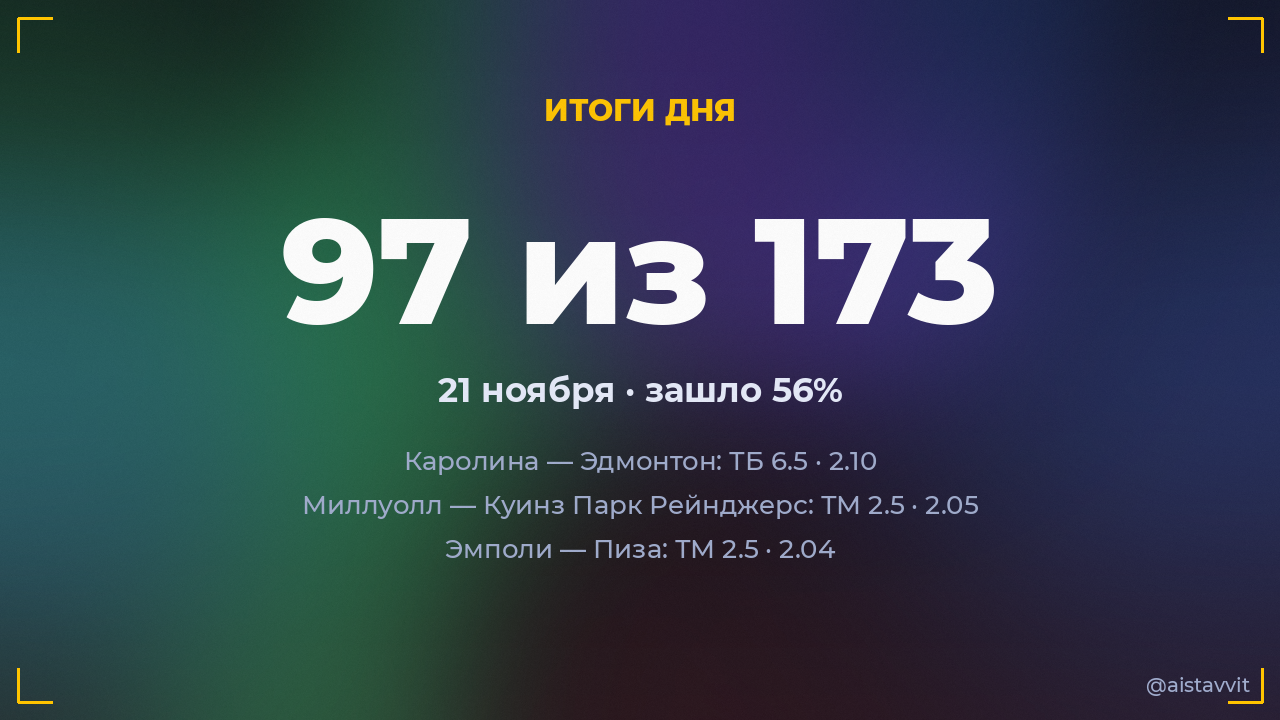 ИТОГИ ДНЯ
97 из 173
21 ноября · зашло 56%
Каролина — Эдмонтон: ТБ 6.5 · 2.10
Миллуолл — Куинз Парк Рейнджерс: ТМ 2.5 · 2.05
Эмполи — Пиза: ТМ 2.5 · 2.04
@aistavvit